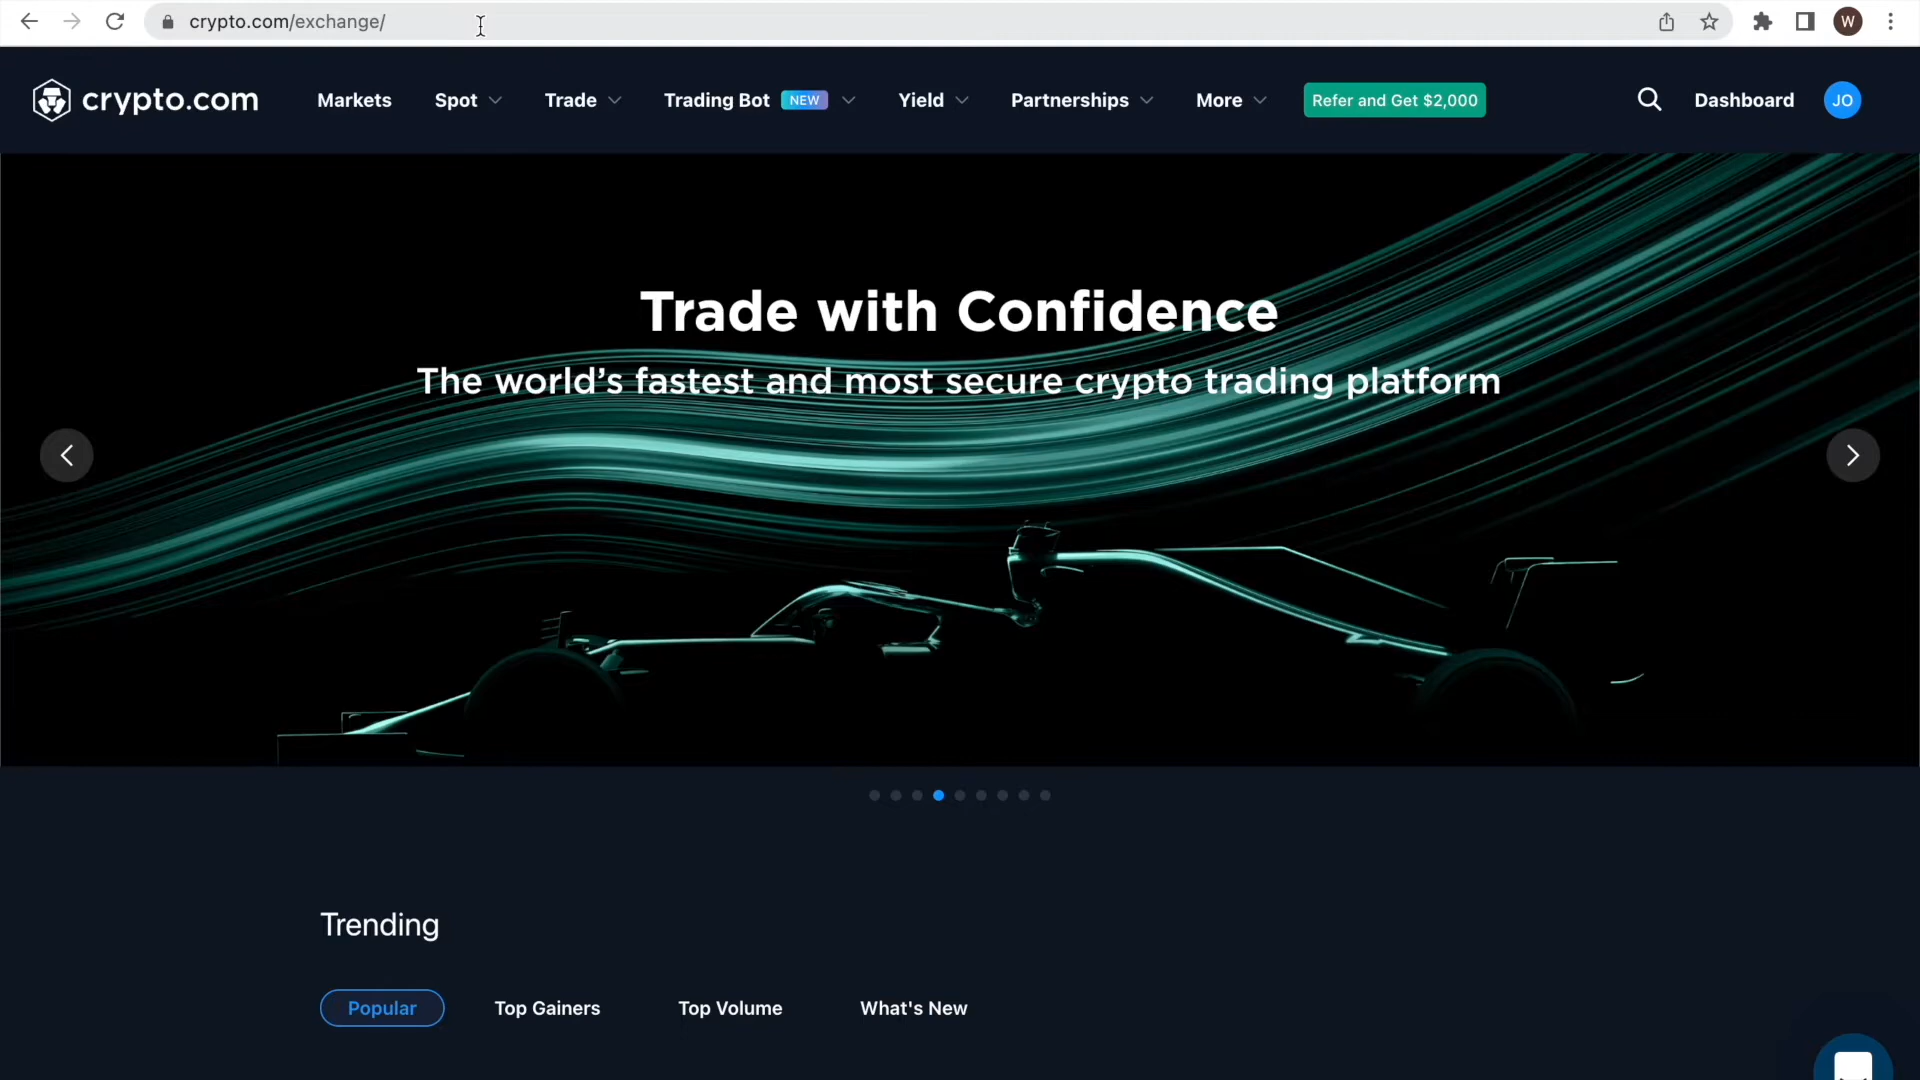 crypto.com/exchange/
W
crypto.com
Markets
Spot
Trade
Trading Bot NEW
Yield
Partnerships
More
Refer and Get $2,000
Dashboard
JO
Trade with Confidence
The world’s fastest and most secure crypto trading platform
Trending
Popular
Top Gainers
Top Volume
What's New